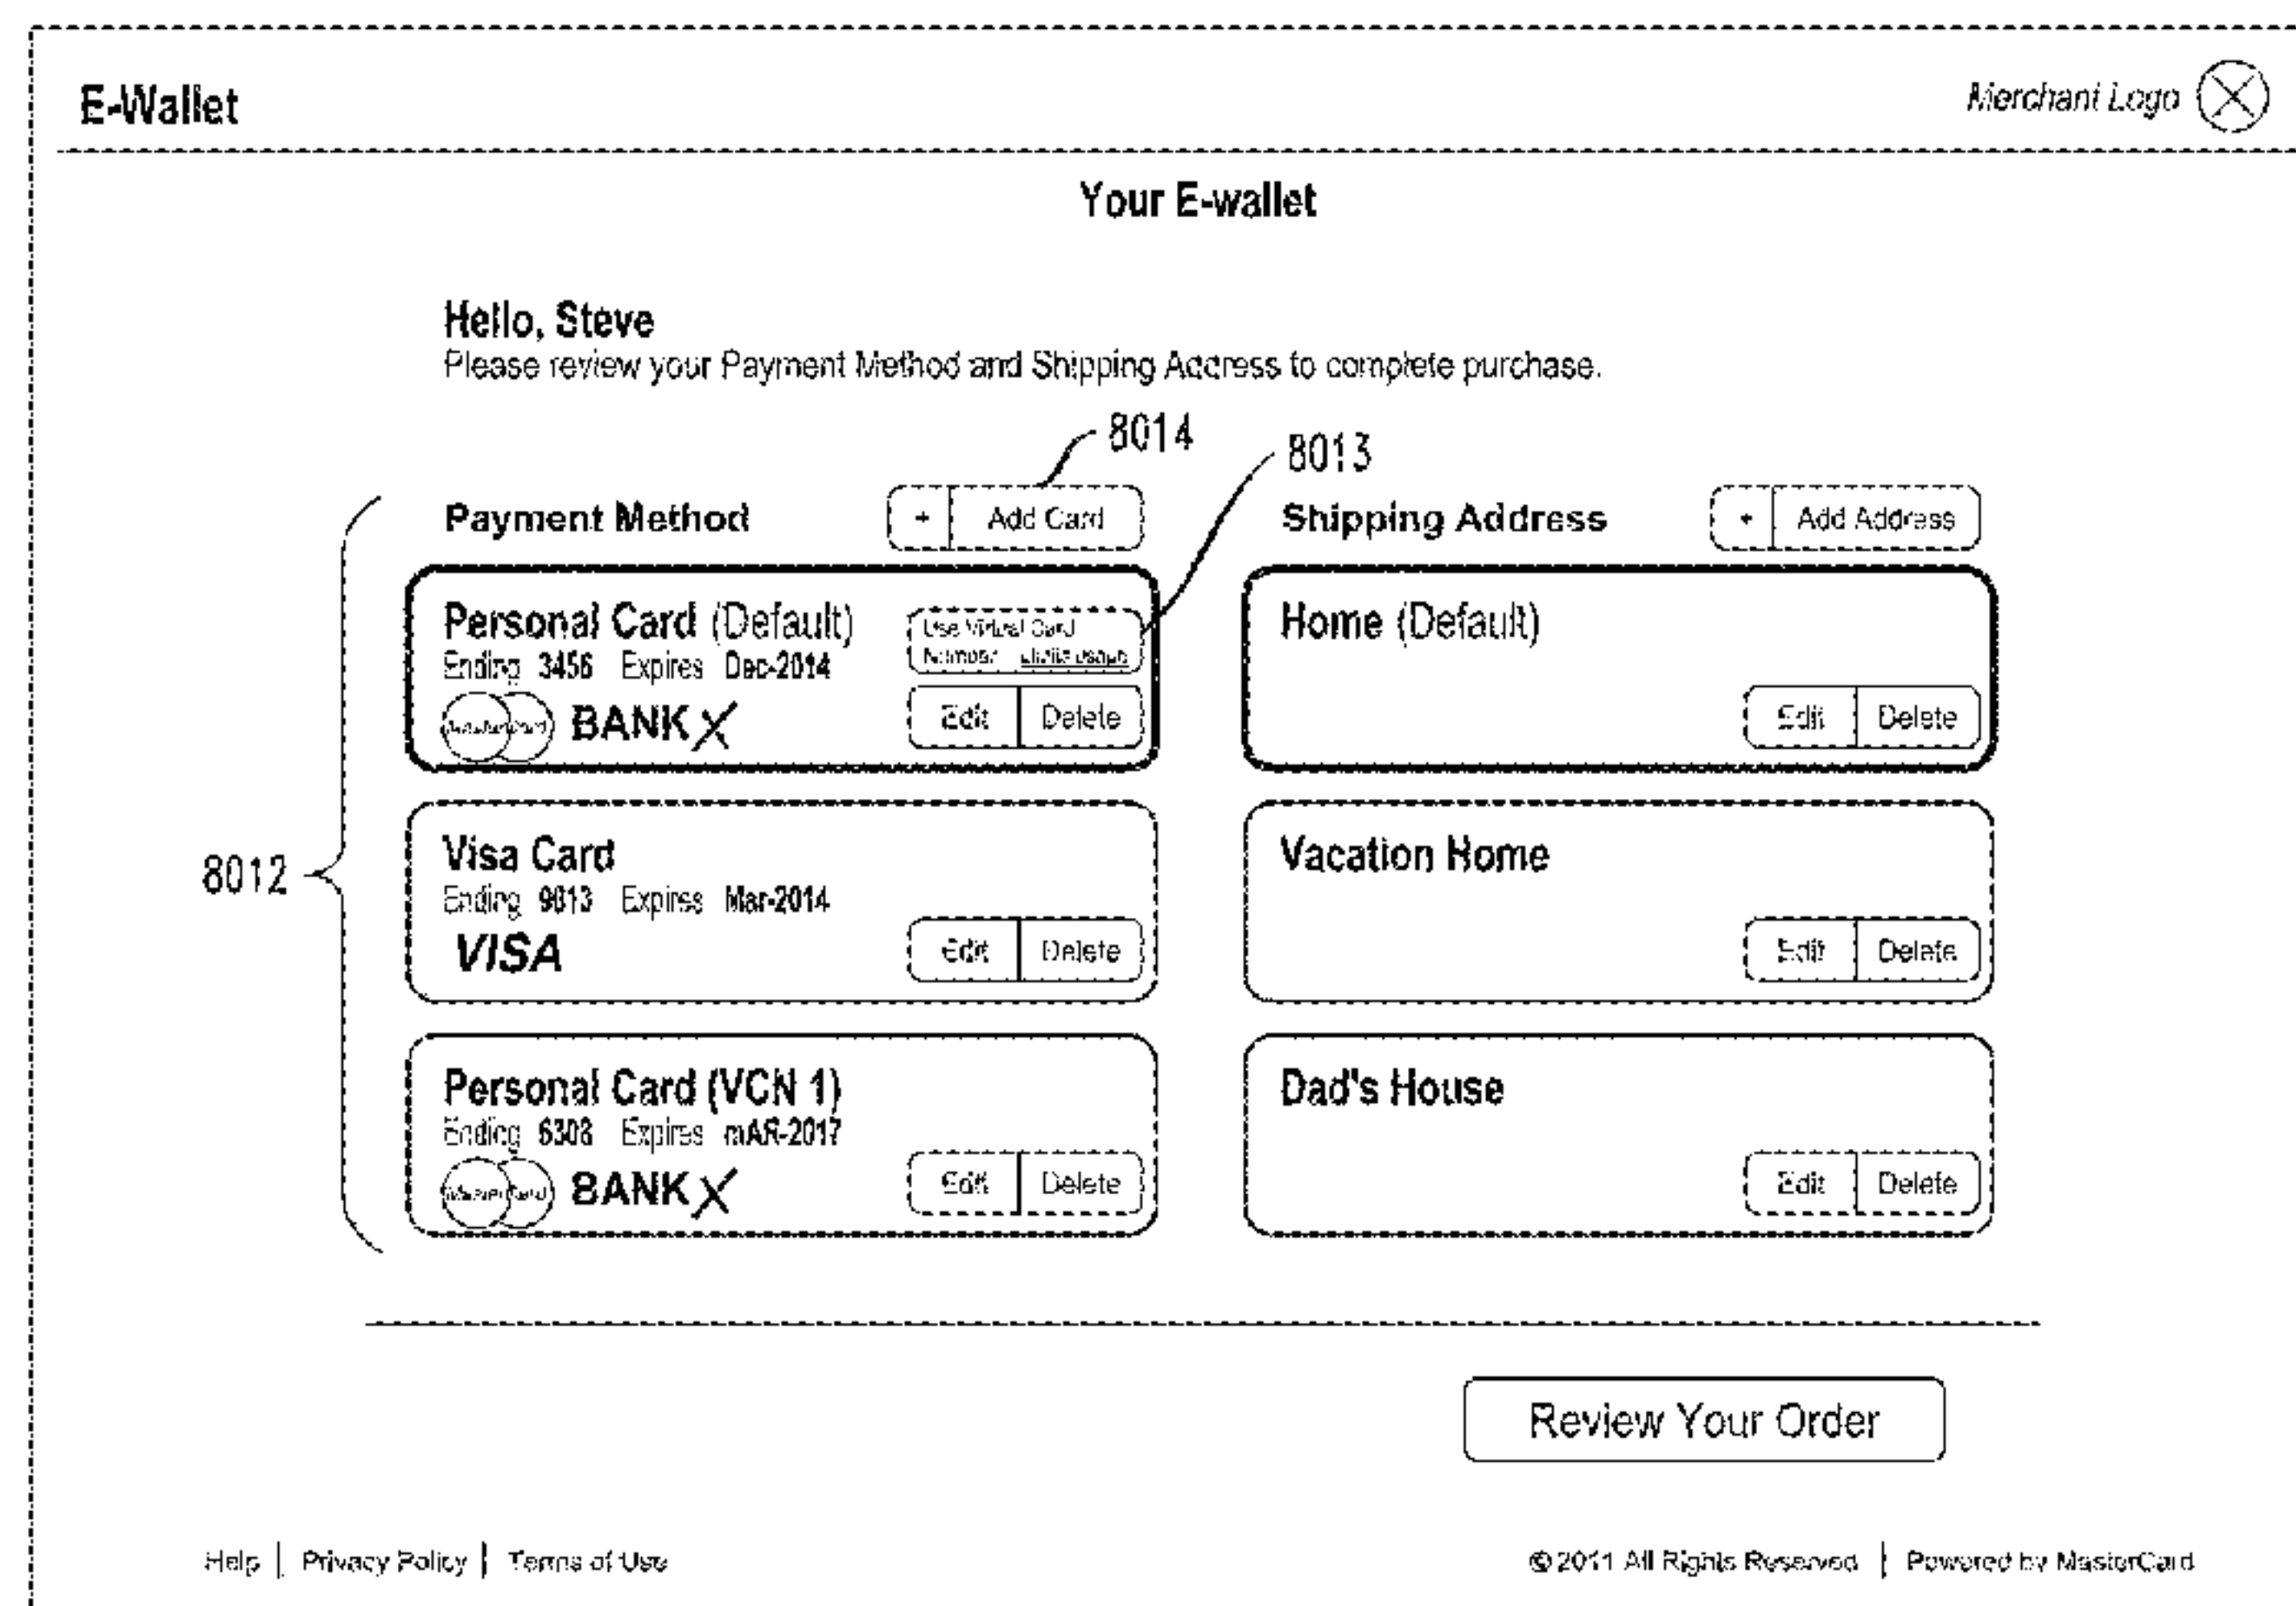 E-Wallet
Merchant Logo
Your E-wallet
Hello, Steve
Please review your Payment Method and Shipping Address to complete purchase.
8014
8013
Payment Method
+ Add Card
Shipping Address
+ Add Address
Personal Card (Default)
Use Virtual Card
Number
Ending 3456 Expires Dec-2014
MasterCard BANK X
Edit Delete
Home (Default)
Edit Delete
8012
Visa Card
Ending 9613 Expires Mar-2014
VISA
Edit Delete
Vacation Home
Edit Delete
Personal Card (VCN 1)
Ending 6308 Expires mAR-2017
MasterCard BANK X
Edit Delete
Dad's House
Edit Delete
Review Your Order
Help | Privacy Policy | Terms of Use
© 2011 All Rights Reserved | Powered by MasterCard